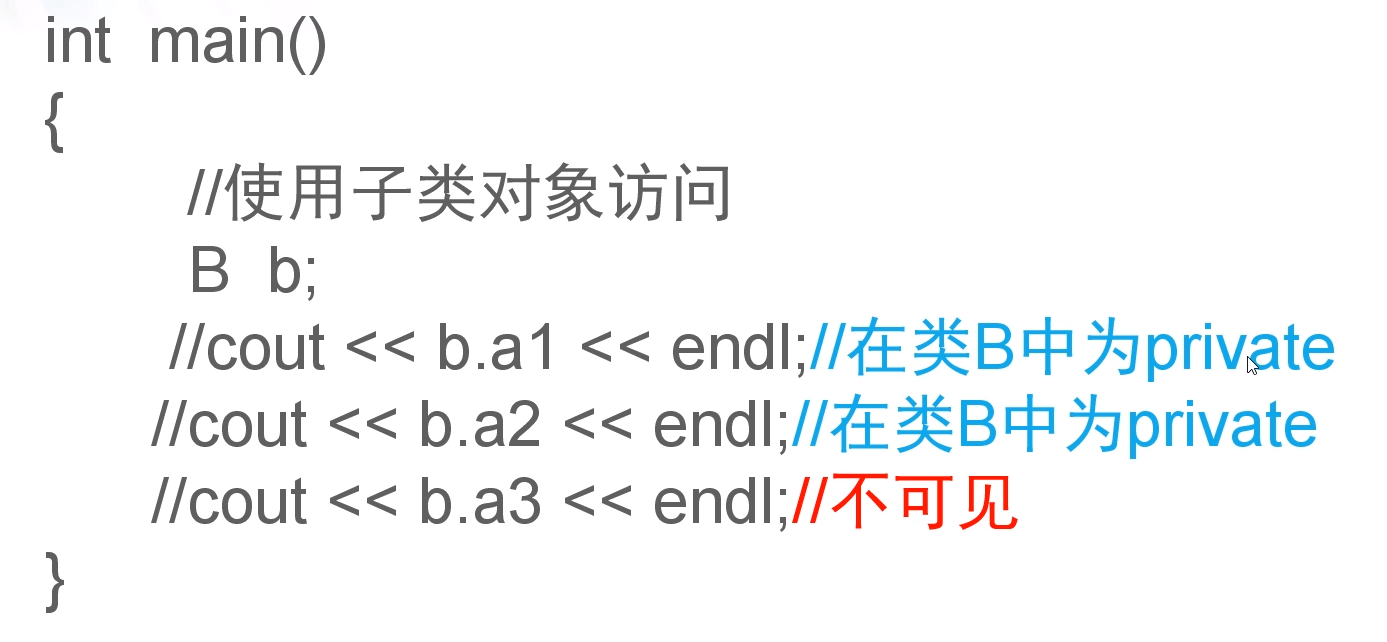 int  main()
{
//使用子类对象访问
B  b;
//cout << b.a1 << endl;//在类B中为private
//cout << b.a2 << endl;//在类B中为private
//cout << b.a3 << endl;//不可见
}